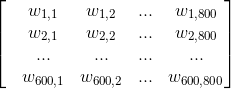 w1,1 w1,2 ... w1,800
w2,1 w2,2 ... w2,800
... ... ... ...
w600,1 w600,2 ... w600,800